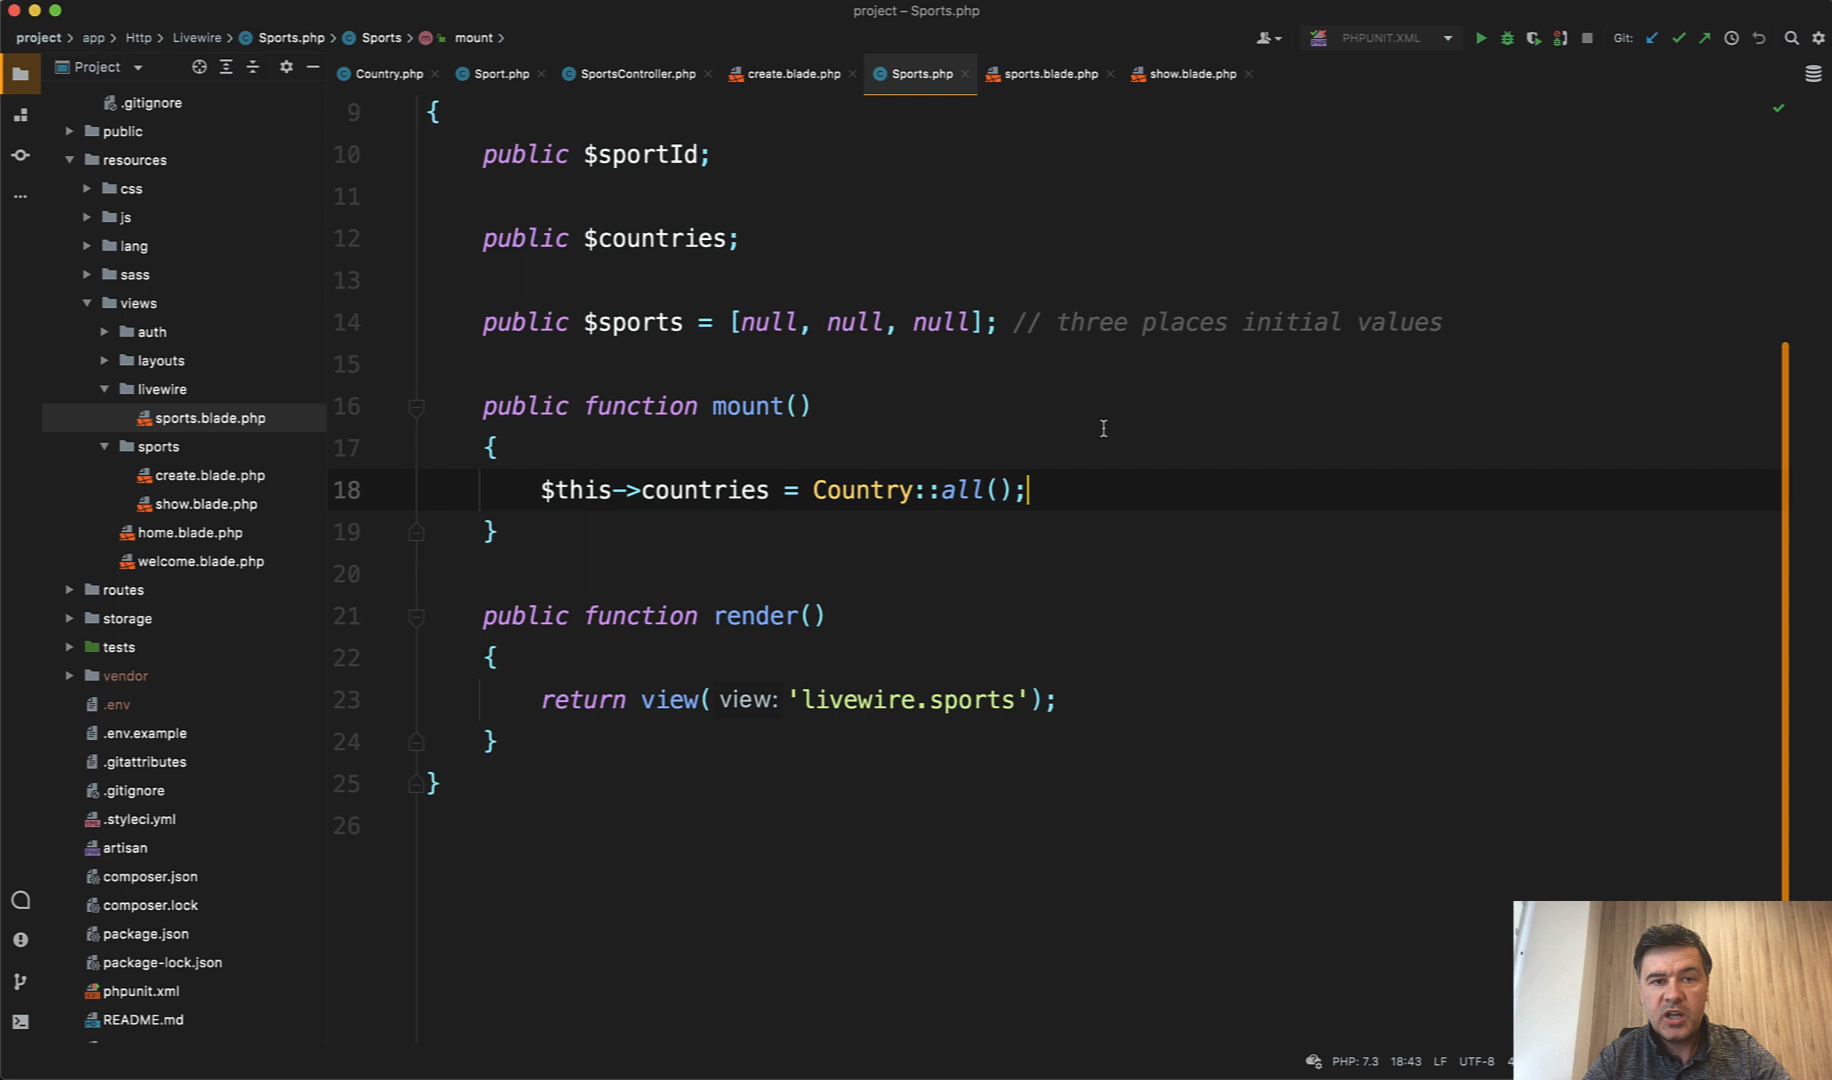 project – Sports.php
project > app > Http > Livewire > Sports.php > Sports > m mount >
PHPUNIT.XML
Git:
Project
Country.php
Sport.php
SportsController.php
create.blade.php
Sports.php
sports.blade.php
show.blade.php
.gitignore
public
resources
css
js
lang
sass
views
auth
layouts
livewire
sports.blade.php
sports
create.blade.php
show.blade.php
home.blade.php
welcome.blade.php
routes
storage
tests
vendor
.env
.env.example
.gitattributes
.gitignore
.styleci.yml
artisan
composer.json
composer.lock
package.json
package-lock.json
phpunit.xml
README.md
9 {
10 public $sportId;
11
12 public $countries;
13
14 public $sports = [null, null, null]; // three places initial values
15
16 public function mount()
17 {
18 $this->countries = Country::all();
19 }
20
21 public function render()
22 {
23 return view( view: 'livewire.sports');
24 }
25 }
26
PHP: 7.3 18:43 LF UTF-8